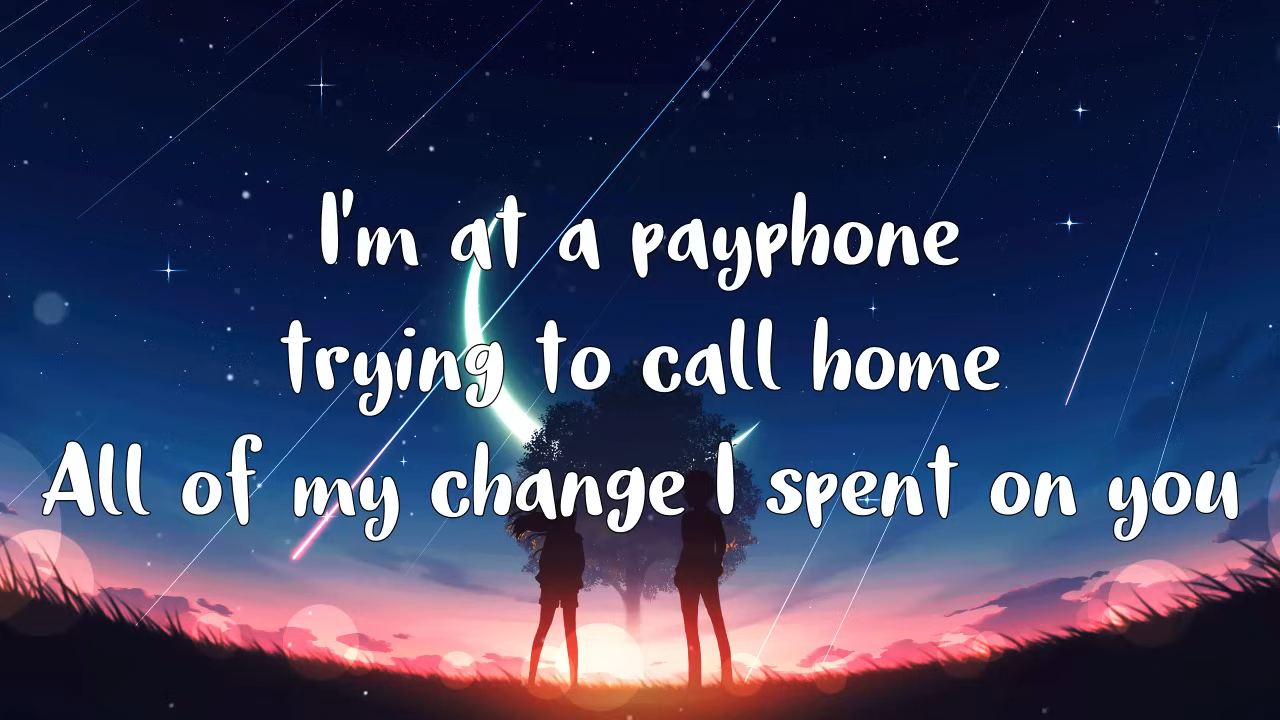 I'm at a payphone
trying to call home
All of my change I spent on you